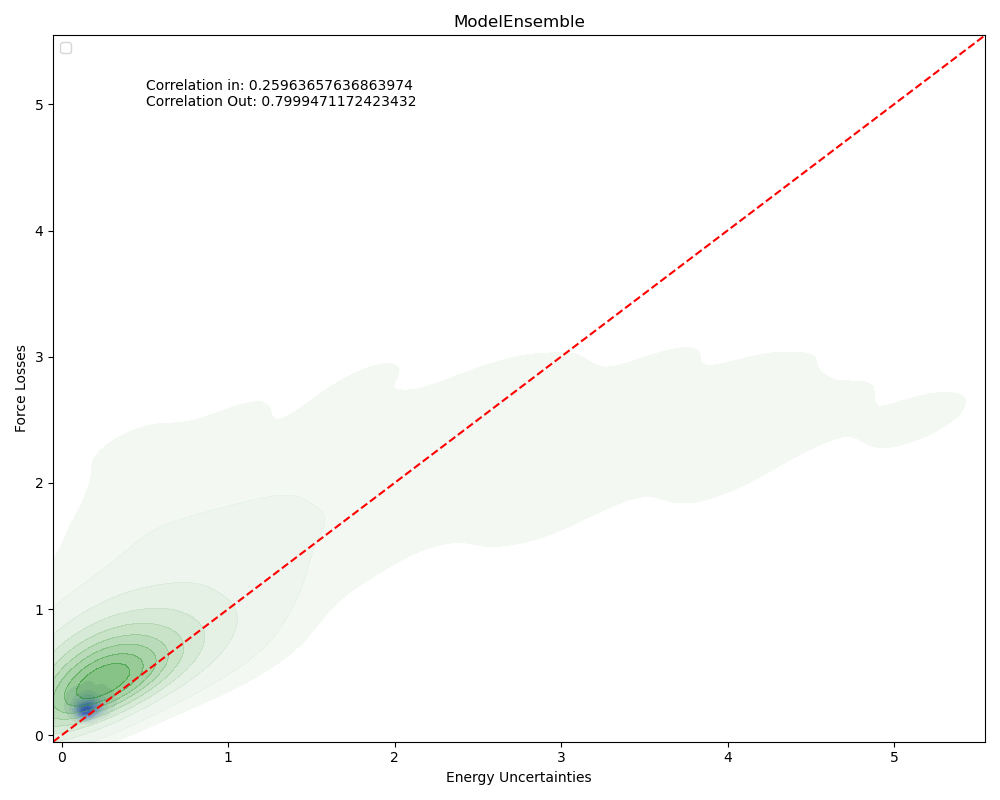 ModelEnsemble
Correlation in: 0.25963657636863974
Correlation Out: 0.7999471172423432
Force Losses
5
4
3
2
1
0
0 1 2 3 4 5
Energy Uncertainties